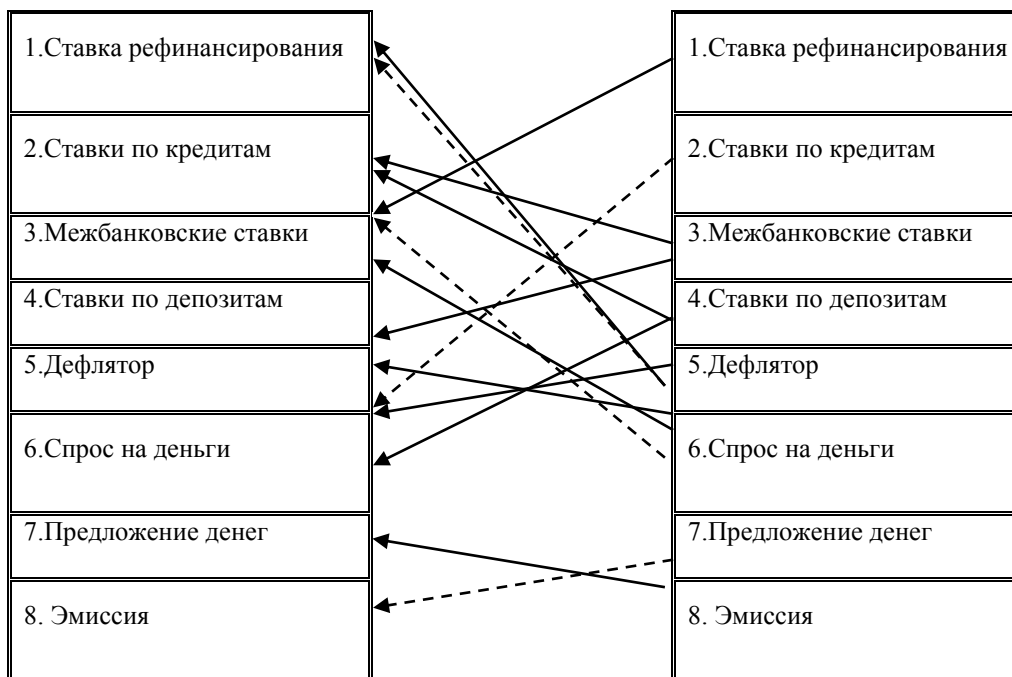 1.Ставка рефинансирования
2.Ставки по кредитам
3.Межбанковские ставки
4.Ставки по депозитам
5.Дефлятор
6.Спрос на деньги
7.Предложение денег
8. Эмиссия
1.Ставка рефинансирования
2.Ставки по кредитам
3.Межбанковские ставки
4.Ставки по депозитам
5.Дефлятор
6.Спрос на деньги
7.Предложение денег
8. Эмиссия